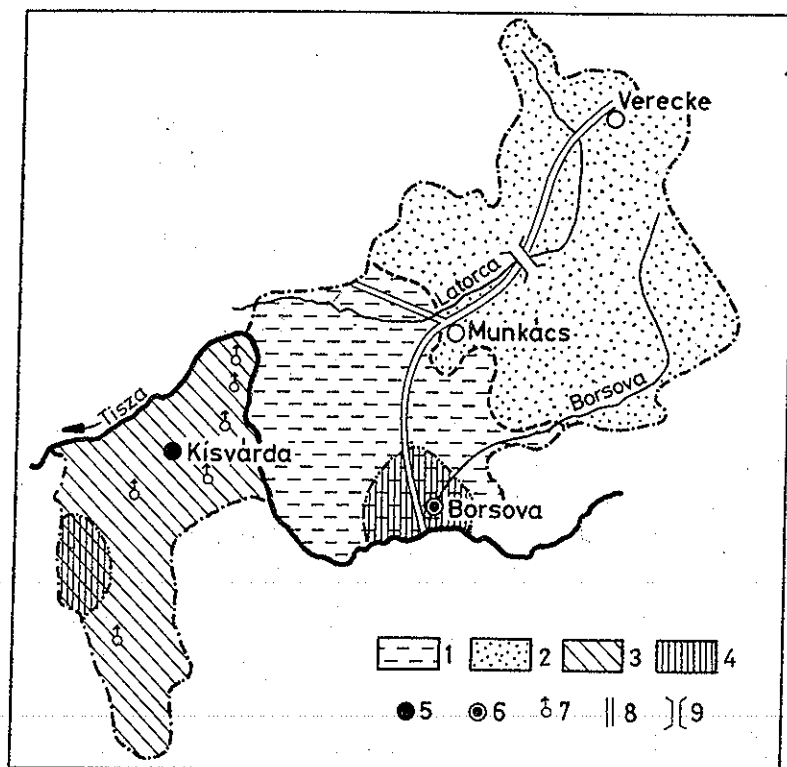 Verecke
Latorca
Munkács
Borsova
Tisza
Kisvárda
Borsova
1 2 3 4
5 6 7 8 9